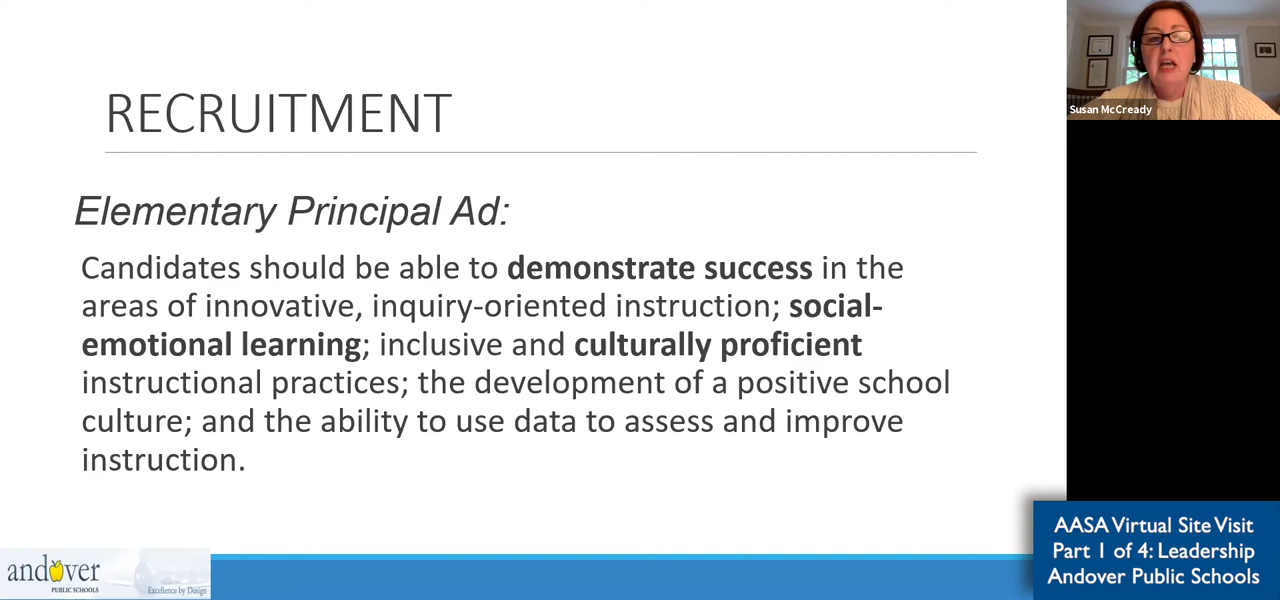 RECRUITMENT
Elementary Principal Ad:
Candidates should be able to demonstrate success in the
areas of innovative, inquiry-oriented instruction; social-
emotional learning; inclusive and culturally proficient
instructional practices; the development of a positive school
culture; and the ability to use data to assess and improve
instruction.
Susan McCready
AASA Virtual Site Visit
Part 1 of 4: Leadership
Andover Public Schools
andover
PUBLIC SCHOOLS
Excellence by Design